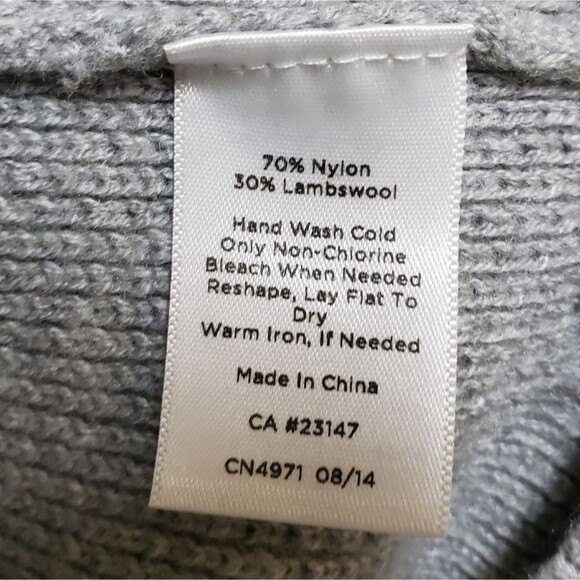 70% Nylon
30% Lambswool
Hand Wash Cold
Only Non-Chlorine
Bleach When Needed
Reshape, Lay Flat To
Dry
Warm Iron, If Needed
Made In China
CA #23147
CN4971 08/14